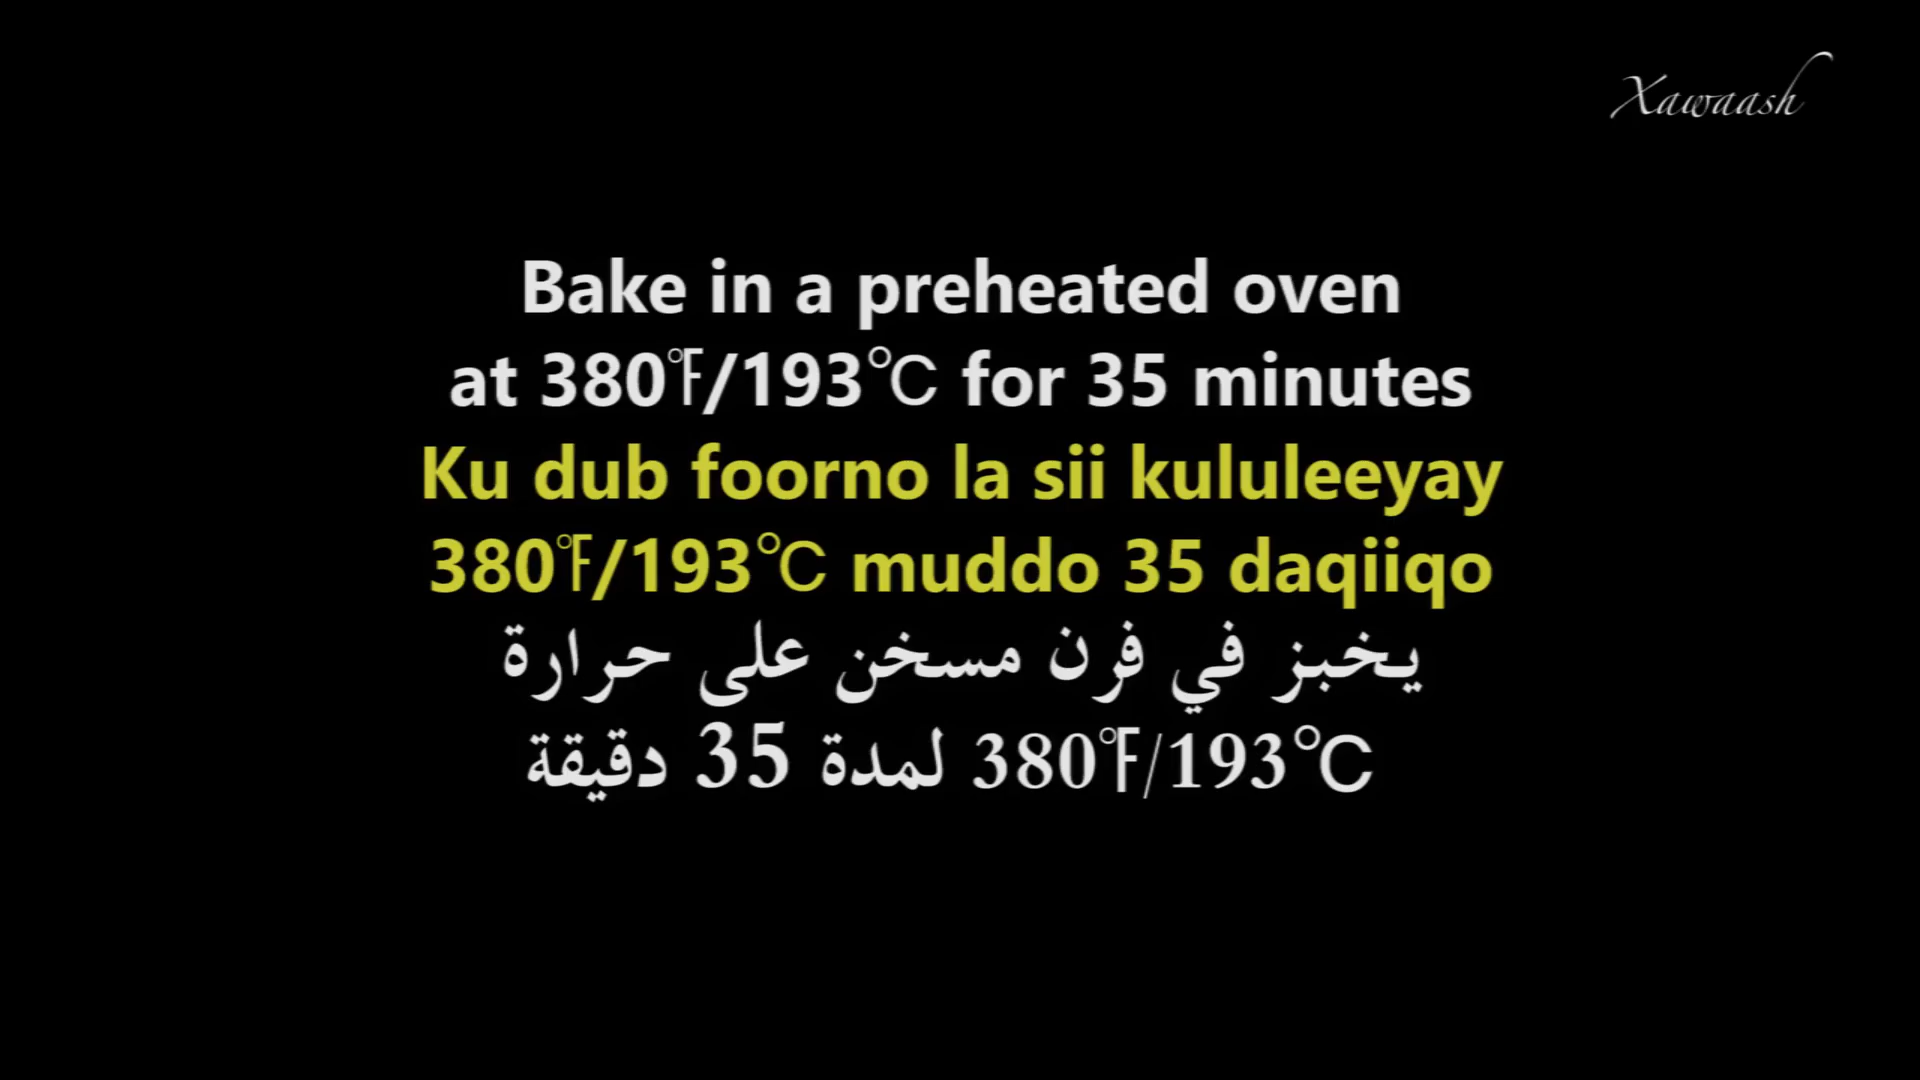 Xawaash
Bake in a preheated oven
at 380℉/193℃ for 35 minutes
Ku dub foorno la sii kululeeyay
380℉/193℃ muddo 35 daqiiqo
يخبز في فرن مسخن على حرارة
380℉/193℃ لمدة 35 دقيقة